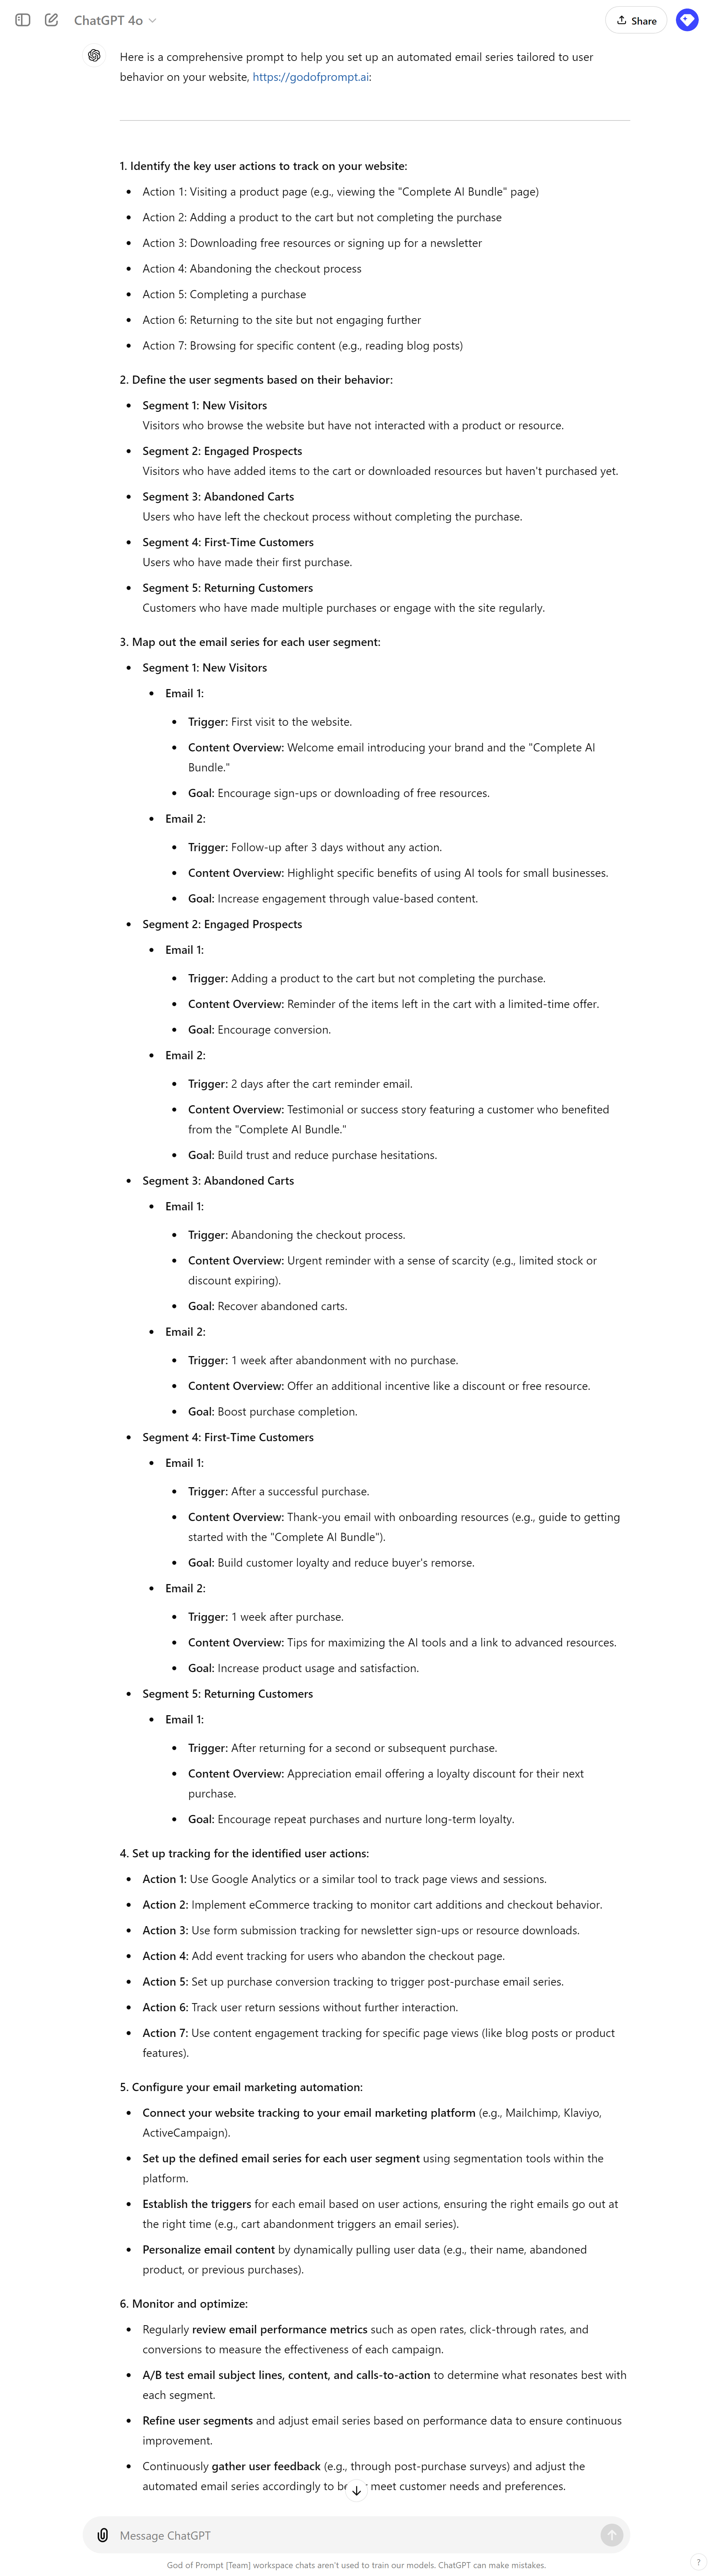 ChatGPT 4o
Share
Here is a comprehensive prompt to help you set up an automated email series tailored to user
behavior on your website, https://godofprompt.ai:
1. Identify the key user actions to track on your website:
• Action 1: Visiting a product page (e.g., viewing the "Complete AI Bundle" page)
• Action 2: Adding a product to the cart but not completing the purchase
• Action 3: Downloading free resources or signing up for a newsletter
• Action 4: Abandoning the checkout process
• Action 5: Completing a purchase
• Action 6: Returning to the site but not engaging further
• Action 7: Browsing for specific content (e.g., reading blog posts)
2. Define the user segments based on their behavior:
• Segment 1: New Visitors
Visitors who browse the website but have not interacted with a product or resource.
• Segment 2: Engaged Prospects
Visitors who have added items to the cart or downloaded resources but haven't purchased yet.
• Segment 3: Abandoned Carts
Users who have left the checkout process without completing the purchase.
• Segment 4: First-Time Customers
Users who have made their first purchase.
• Segment 5: Returning Customers
Customers who have made multiple purchases or engage with the site regularly.
3. Map out the email series for each user segment:
• Segment 1: New Visitors
• Email 1:
• Trigger: First visit to the website.
• Content Overview: Welcome email introducing your brand and the "Complete AI
Bundle."
• Goal: Encourage sign-ups or downloading of free resources.
• Email 2:
• Trigger: Follow-up after 3 days without any action.
• Content Overview: Highlight specific benefits of using AI tools for small businesses.
• Goal: Increase engagement through value-based content.
• Segment 2: Engaged Prospects
• Email 1:
• Trigger: Adding a product to the cart but not completing the purchase.
• Content Overview: Reminder of the items left in the cart with a limited-time offer.
• Goal: Encourage conversion.
• Email 2:
• Trigger: 2 days after the cart reminder email.
• Content Overview: Testimonial or success story featuring a customer who benefited
from the "Complete AI Bundle."
• Goal: Build trust and reduce purchase hesitations.
• Segment 3: Abandoned Carts
• Email 1:
• Trigger: Abandoning the checkout process.
• Content Overview: Urgent reminder with a sense of scarcity (e.g., limited stock or
discount expiring).
• Goal: Recover abandoned carts.
• Email 2:
• Trigger: 1 week after abandonment with no purchase.
• Content Overview: Offer an additional incentive like a discount or free resource.
• Goal: Boost purchase completion.
• Segment 4: First-Time Customers
• Email 1:
• Trigger: After a successful purchase.
• Content Overview: Thank-you email with onboarding resources (e.g., guide to getting
started with the "Complete AI Bundle").
• Goal: Build customer loyalty and reduce buyer's remorse.
• Email 2:
• Trigger: 1 week after purchase.
• Content Overview: Tips for maximizing the AI tools and a link to advanced resources.
• Goal: Increase product usage and satisfaction.
• Segment 5: Returning Customers
• Email 1:
• Trigger: After returning for a second or subsequent purchase.
• Content Overview: Appreciation email offering a loyalty discount for their next
purchase.
• Goal: Encourage repeat purchases and nurture long-term loyalty.
4. Set up tracking for the identified user actions:
• Action 1: Use Google Analytics or a similar tool to track page views and sessions.
• Action 2: Implement eCommerce tracking to monitor cart additions and checkout behavior.
• Action 3: Use form submission tracking for newsletter sign-ups or resource downloads.
• Action 4: Add event tracking for users who abandon the checkout page.
• Action 5: Set up purchase conversion tracking to trigger post-purchase email series.
• Action 6: Track user return sessions without further interaction.
• Action 7: Use content engagement tracking for specific page views (like blog posts or product
features).
5. Configure your email marketing automation:
• Connect your website tracking to your email marketing platform (e.g., Mailchimp, Klaviyo,
ActiveCampaign).
• Set up the defined email series for each user segment using segmentation tools within the
platform.
• Establish the triggers for each email based on user actions, ensuring the right emails go out at
the right time (e.g., cart abandonment triggers an email series).
• Personalize email content by dynamically pulling user data (e.g., their name, abandoned
product, or previous purchases).
6. Monitor and optimize:
• Regularly review email performance metrics such as open rates, click-through rates, and
conversions to measure the effectiveness of each campaign.
• A/B test email subject lines, content, and calls-to-action to determine what resonates best with
each segment.
• Refine user segments and adjust email series based on performance data to ensure continuous
improvement.
• Continuously gather user feedback (e.g., through post-purchase surveys) and adjust the
automated email series accordingly to meet customer needs and preferences.
Message ChatGPT
God of Prompt [Team] workspace chats aren't used to train our models. ChatGPT can make mistakes.
?